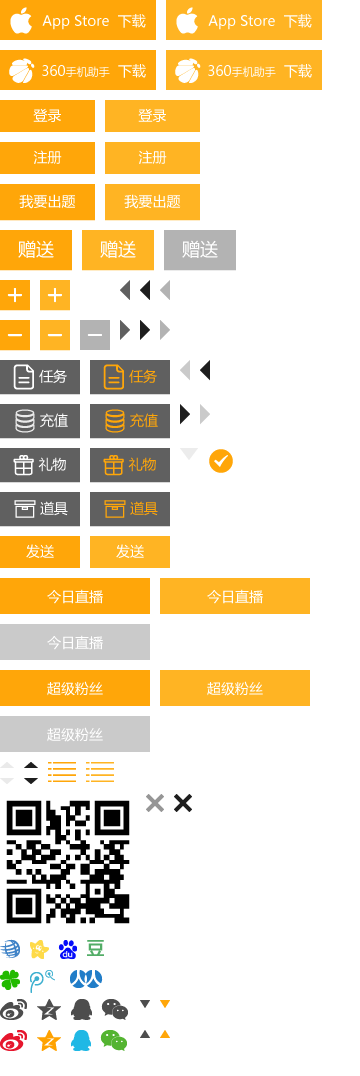 App Store 下载 App Store 下载
360手机助手 下载 360手机助手 下载
登录 登录
注册 注册
我要出题 我要出题
赠送 赠送 赠送
任务 任务
充值 充值
礼物 礼物
道具 道具
发送 发送
今日直播 今日直播
今日直播
超级粉丝 超级粉丝
超级粉丝
du 豆